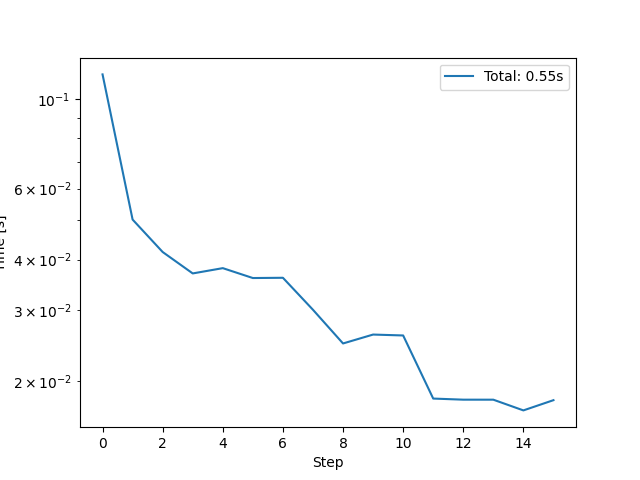 Total: 0.55s
10⁻¹
6 × 10⁻²
4 × 10⁻²
3 × 10⁻²
2 × 10⁻²
[s]
0 2 4 6 8 10 12 14
Step